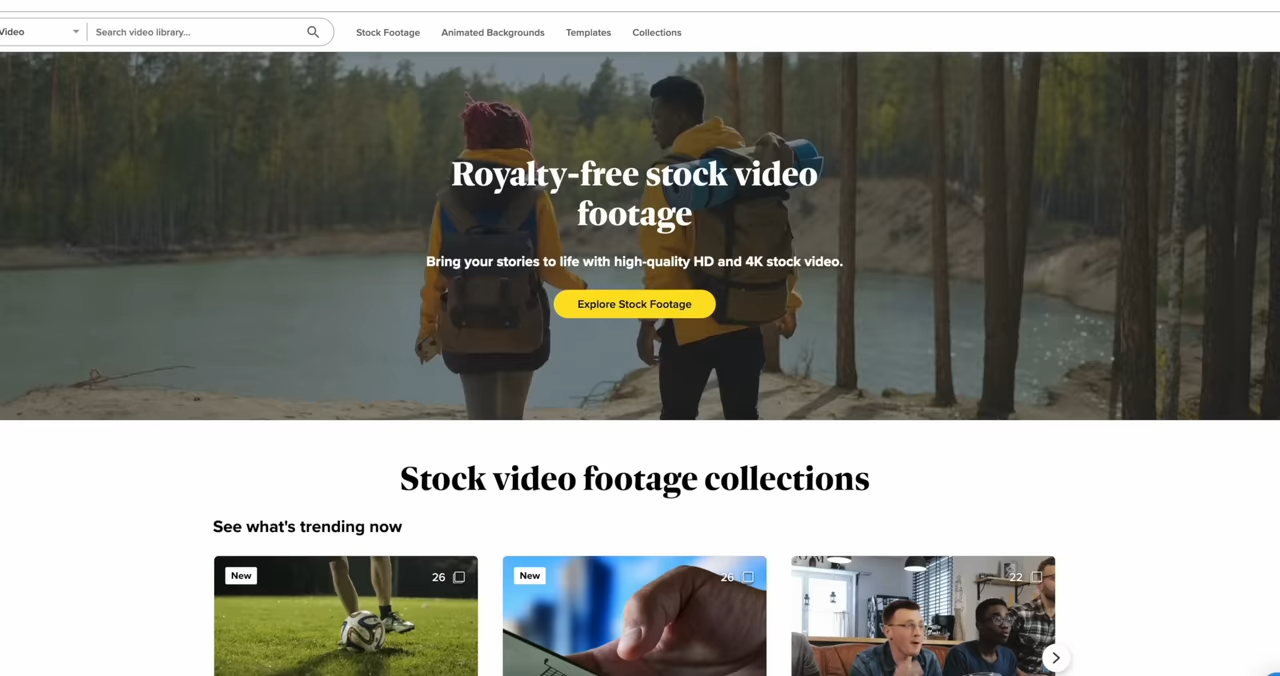 Video
Search video library...
Stock Footage
Animated Backgrounds
Templates
Collections
Royalty-free stock video
footage
Bring your stories to life with high-quality HD and 4K stock video.
Explore Stock Footage
Stock video footage collections
See what's trending now
New
26
New
26
22